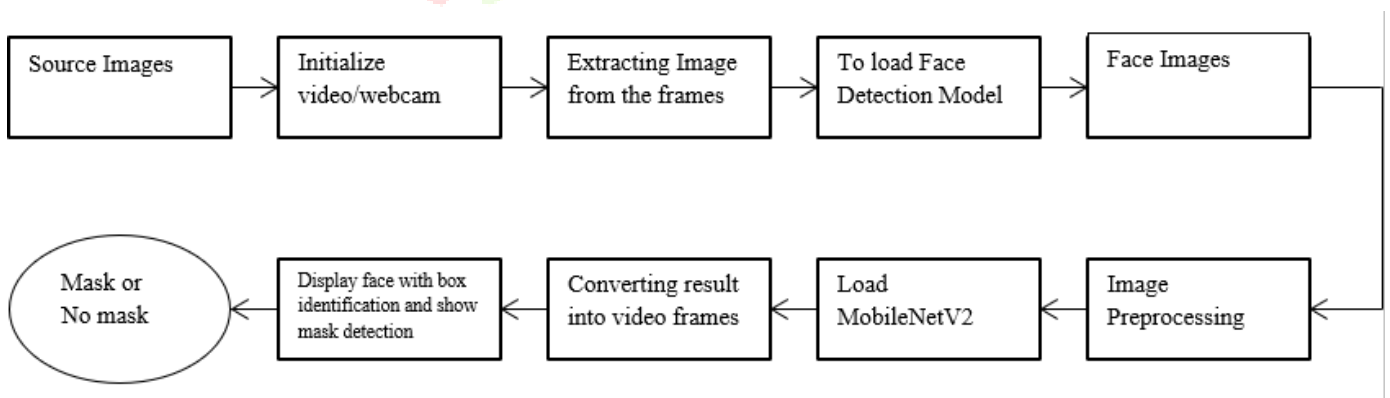 Source Images
Initialize
video/webcam
Extracting Image
from the frames
To load Face
Detection Model
Face Images
Image
Preprocessing
Load
MobileNetV2
Converting result
into video frames
Display face with box
identification and show
mask detection
Mask or
No mask